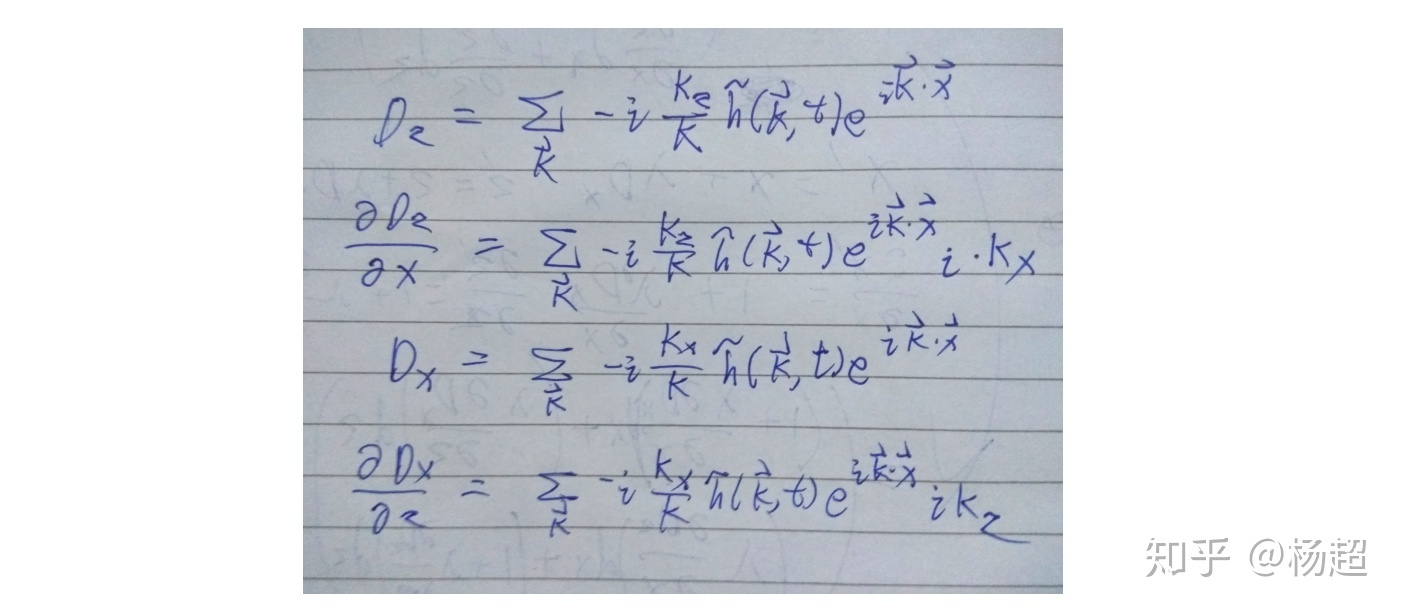 D_z = \sum_{\vec{k}} -i \frac{k_z}{k} \tilde{h}(\vec{k}, t) e^{i\vec{k}\cdot\vec{x}}
\frac{\partial D_z}{\partial x} = \sum_{\vec{k}} -i \frac{k_z}{k} \tilde{h}(\vec{k}, t) e^{i\vec{k}\cdot\vec{x}} i \cdot k_x
D_x = \sum_{\vec{k}} -i \frac{k_x}{k} \tilde{h}(\vec{k}, t) e^{i\vec{k}\cdot\vec{x}}
\frac{\partial D_x}{\partial z} = \sum_{\vec{k}} -i \frac{k_x}{k} \tilde{h}(\vec{k}, t) e^{i\vec{k}\cdot\vec{x}} i k_z
知乎 @杨超